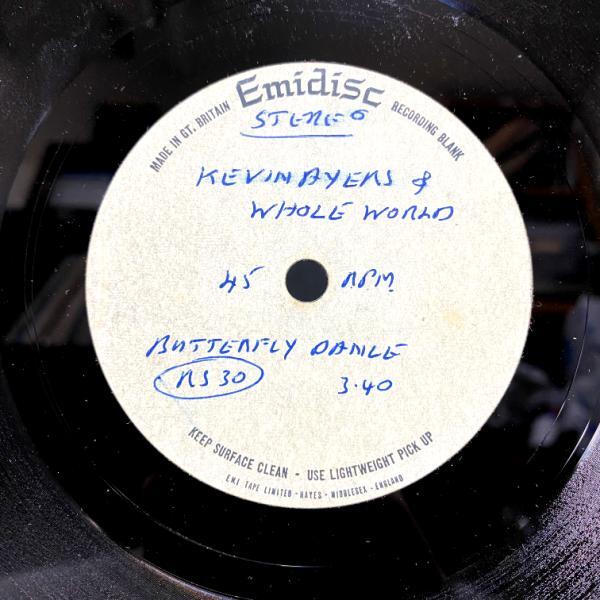 Emidisc
MADE IN GT. BRITAIN
RECORDING BLANK
STEREO
KEVIN AYERS &
WHOLE WORLD
45 RPM
BUTTERFLY DANCE
RS 30 3.40
KEEP SURFACE CLEAN - USE LIGHTWEIGHT PICK UP
EMI TAPE LIMITED - HAYES - MIDDLESEX - ENGLAND